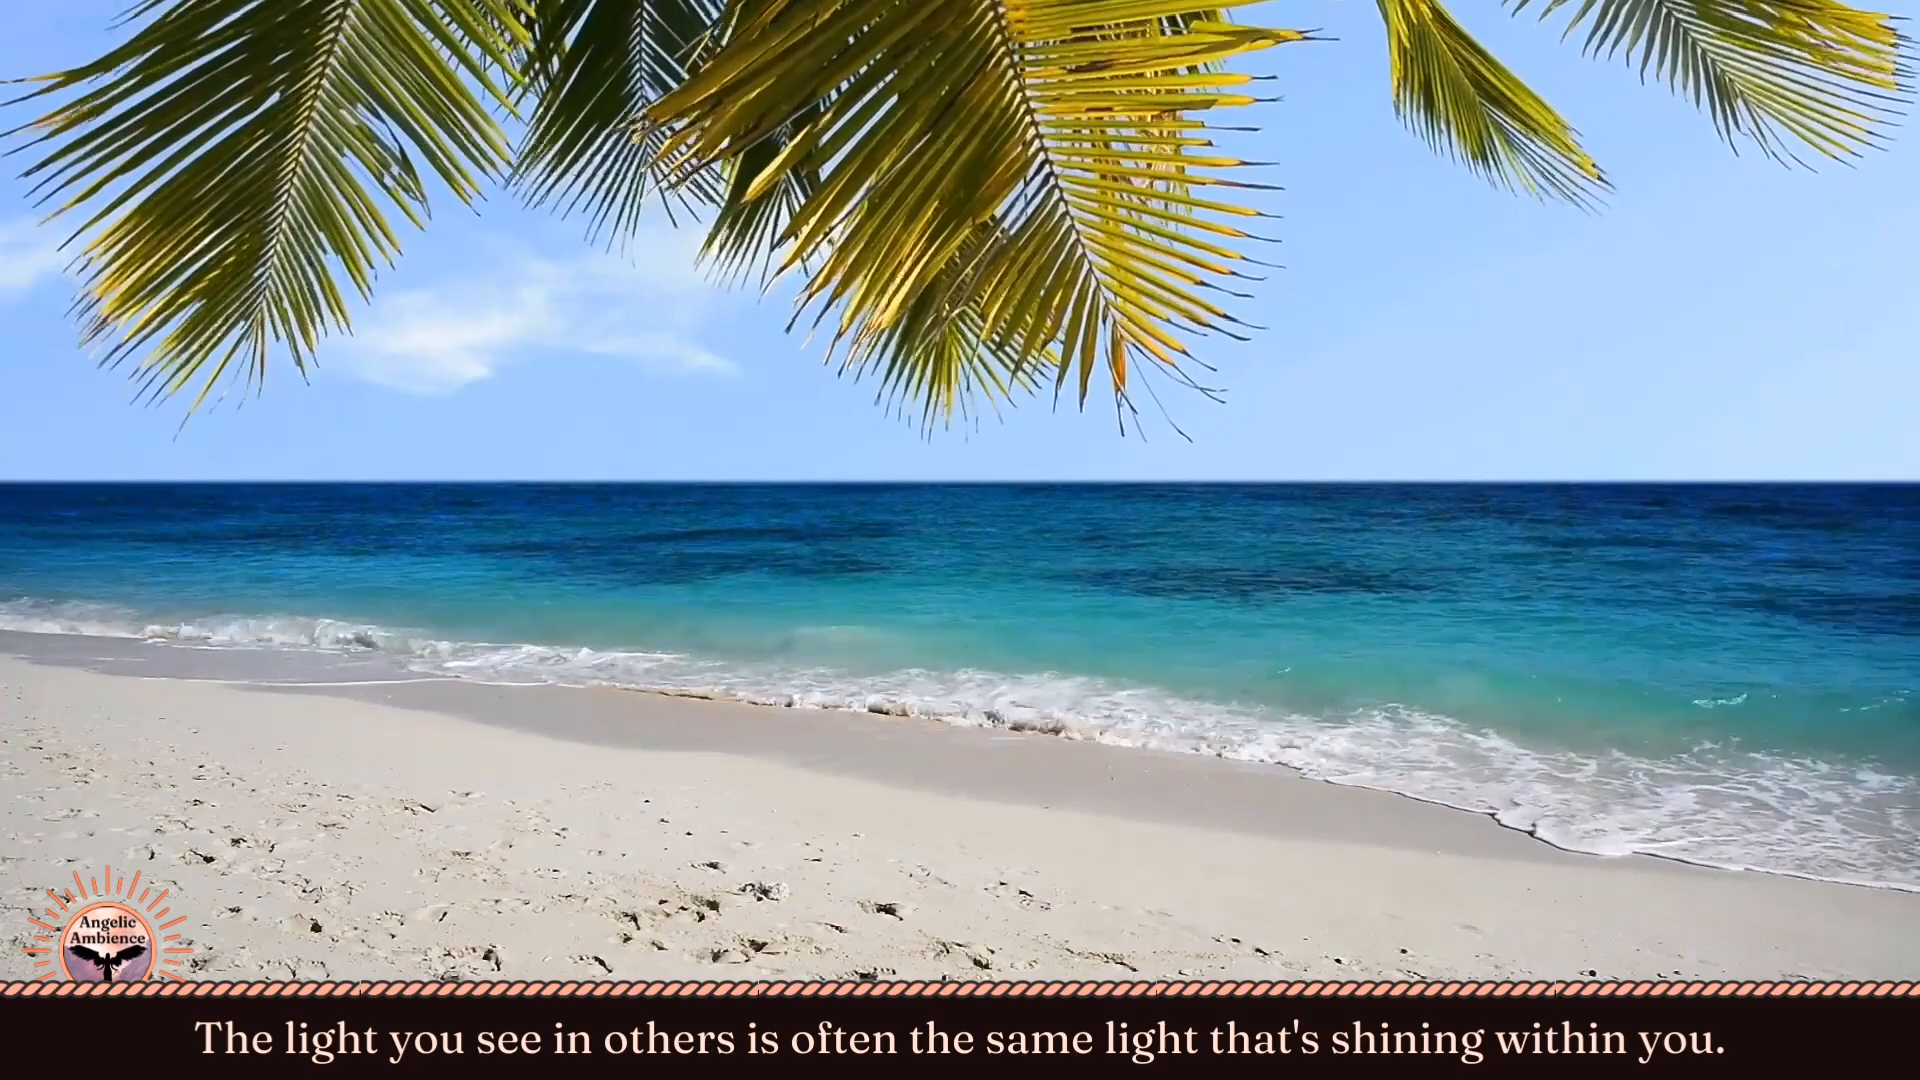 Angelic
Ambience
The light you see in others is often the same light that's shining within you.